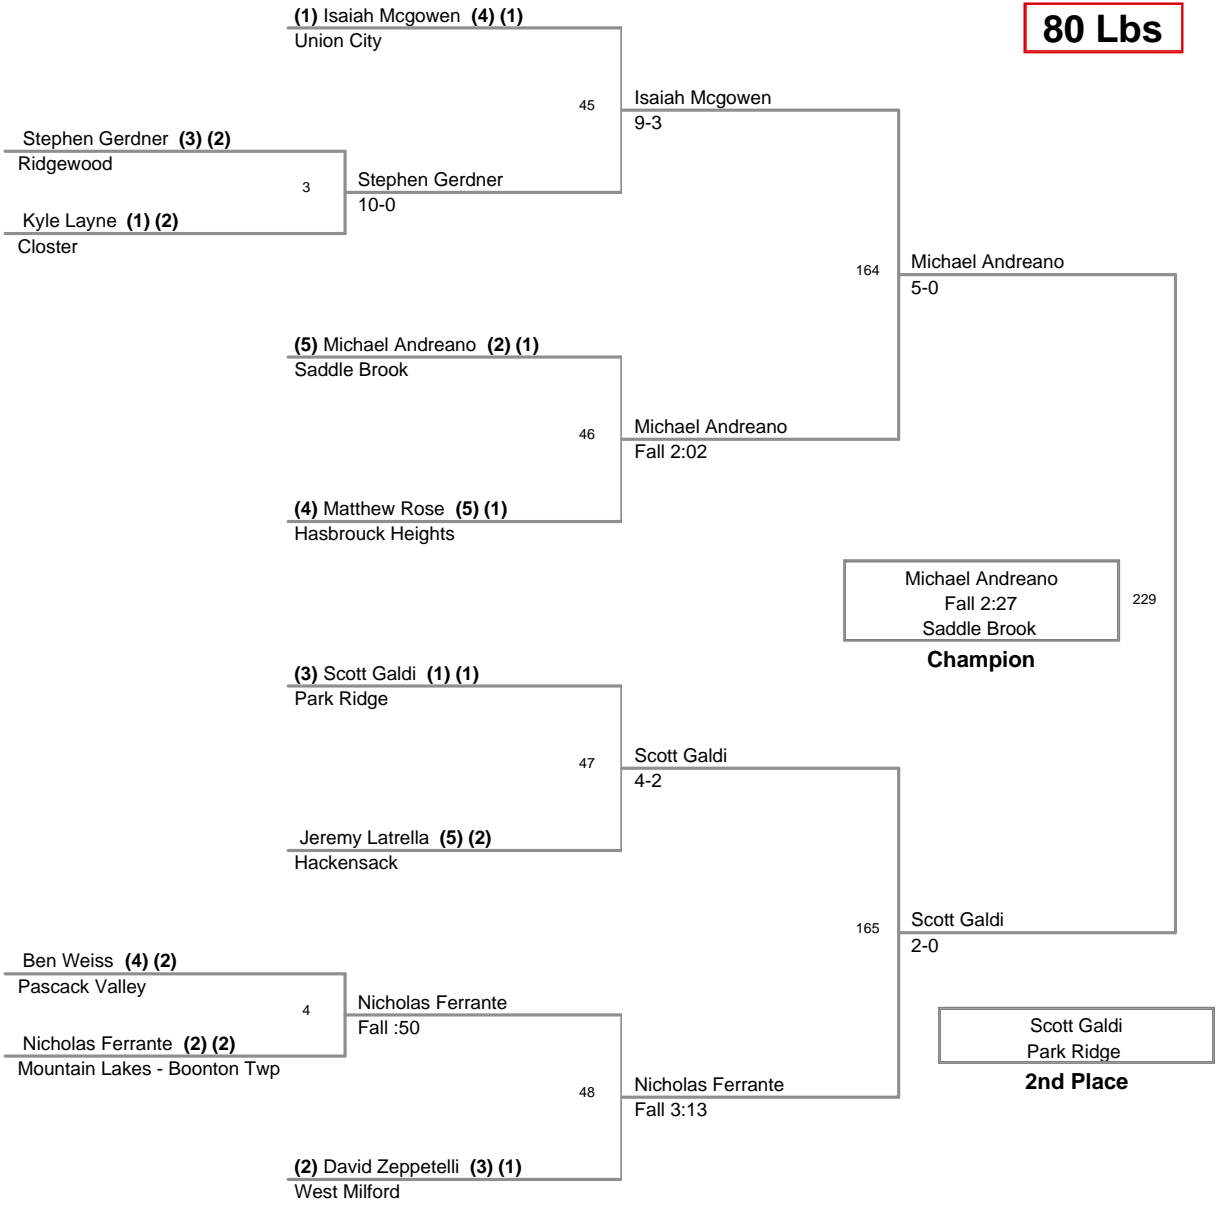 (1) Isaiah Mcgowen (4) (1)
Union City
80 Lbs
45
Isaiah Mcgowen
9-3
Stephen Gerdner (3) (2)
Ridgewood
3
Stephen Gerdner
10-0
Kyle Layne (1) (2)
Closter
164
Michael Andreano
5-0
(5) Michael Andreano (2) (1)
Saddle Brook
46
Michael Andreano
Fall 2:02
(4) Matthew Rose (5) (1)
Hasbrouck Heights
Michael Andreano
Fall 2:27
Saddle Brook
229
Champion
(3) Scott Galdi (1) (1)
Park Ridge
47
Scott Galdi
4-2
Jeremy Latrella (5) (2)
Hackensack
165
Scott Galdi
2-0
Ben Weiss (4) (2)
Pascack Valley
4
Nicholas Ferrante
Fall :50
Nicholas Ferrante (2) (2)
Mountain Lakes - Boonton Twp
Scott Galdi
Park Ridge
2nd Place
48
Nicholas Ferrante
Fall 3:13
(2) David Zeppetelli (3) (1)
West Milford